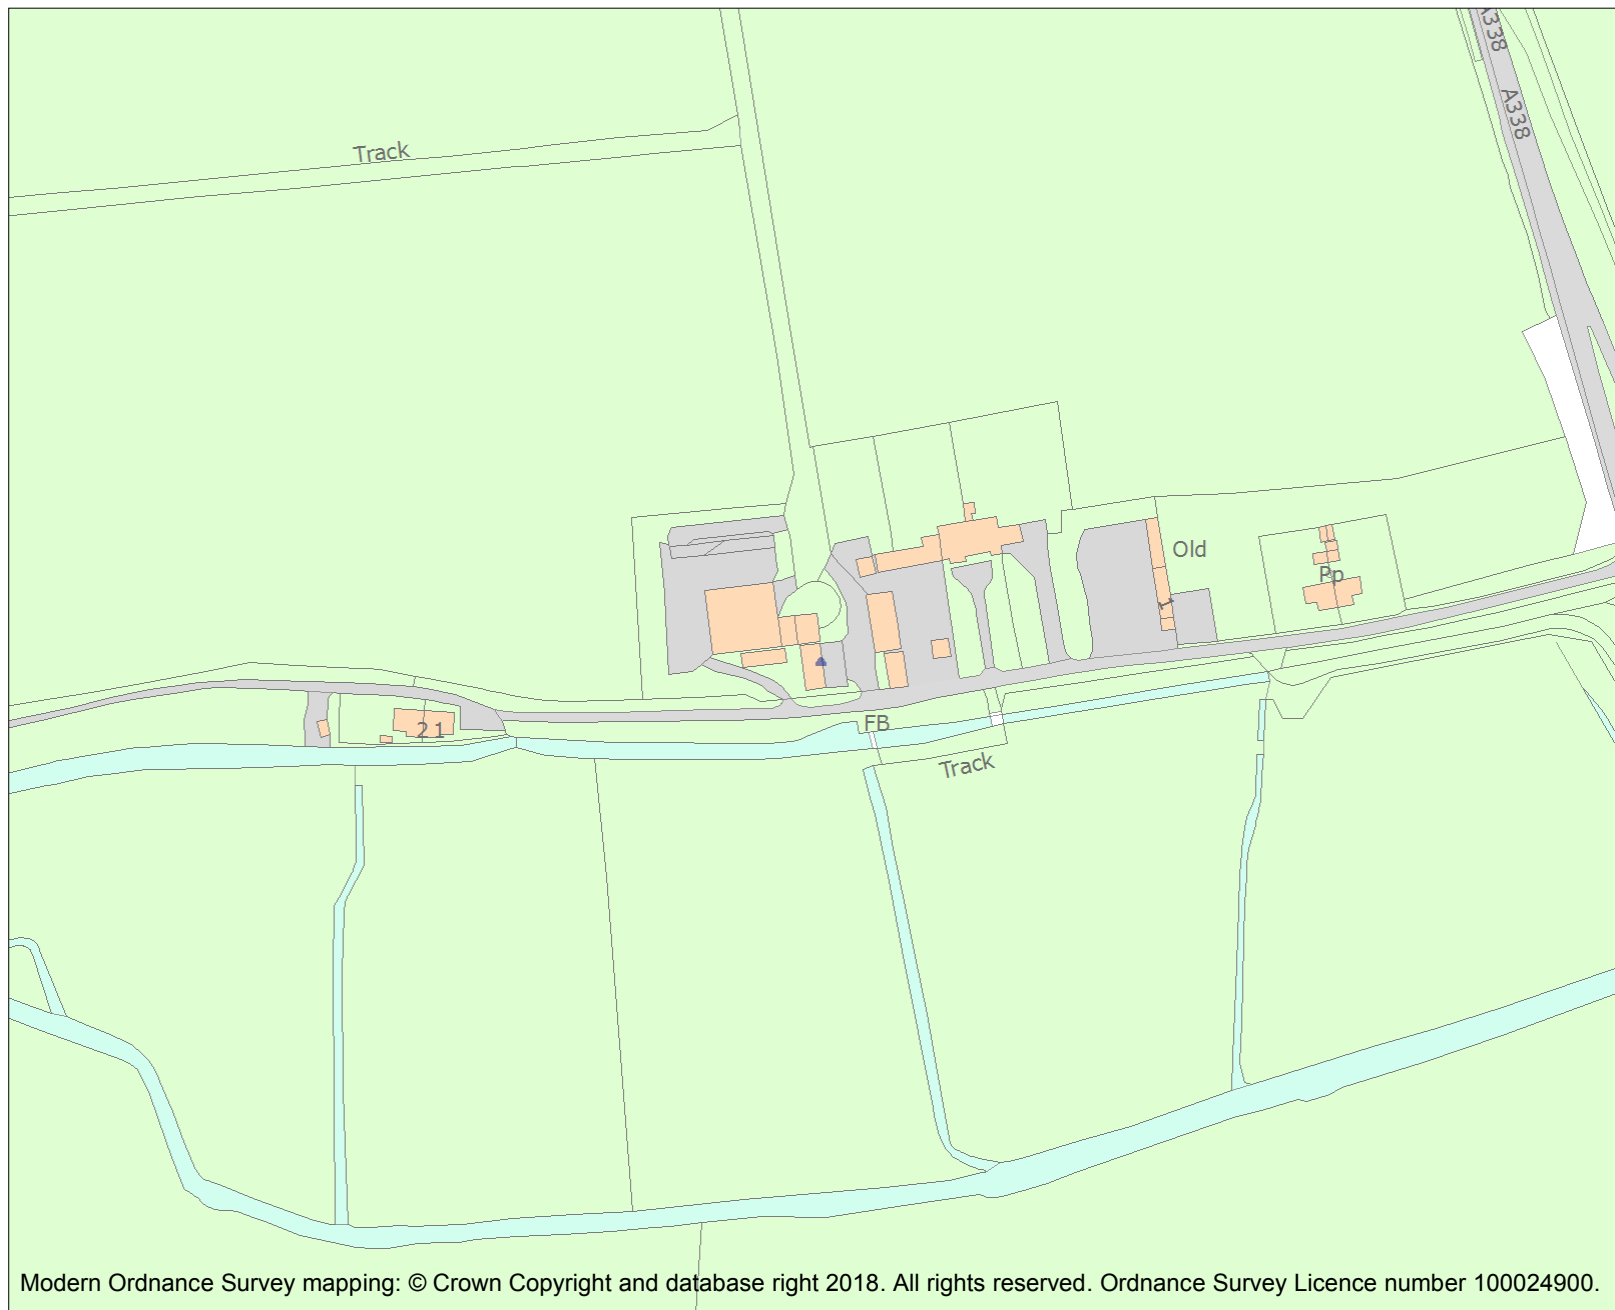 A338
A338
Track
Old
Pp
1
2 1
FB
Track
Modern Ordnance Survey mapping: © Crown Copyright and database right 2018. All rights reserved. Ordnance Survey Licence number 100024900.